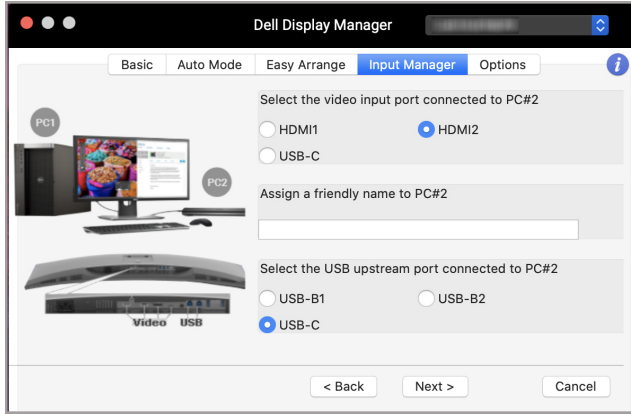 Dell Display Manager
Basic Auto Mode Easy Arrange Input Manager Options
i
Select the video input port connected to PC#2
PC1
HDMI1 HDMI2
USB-C
PC2
Assign a friendly name to PC#2
Select the USB upstream port connected to PC#2
USB-B1 USB-B2
Video USB
USB-C
< Back Next > Cancel